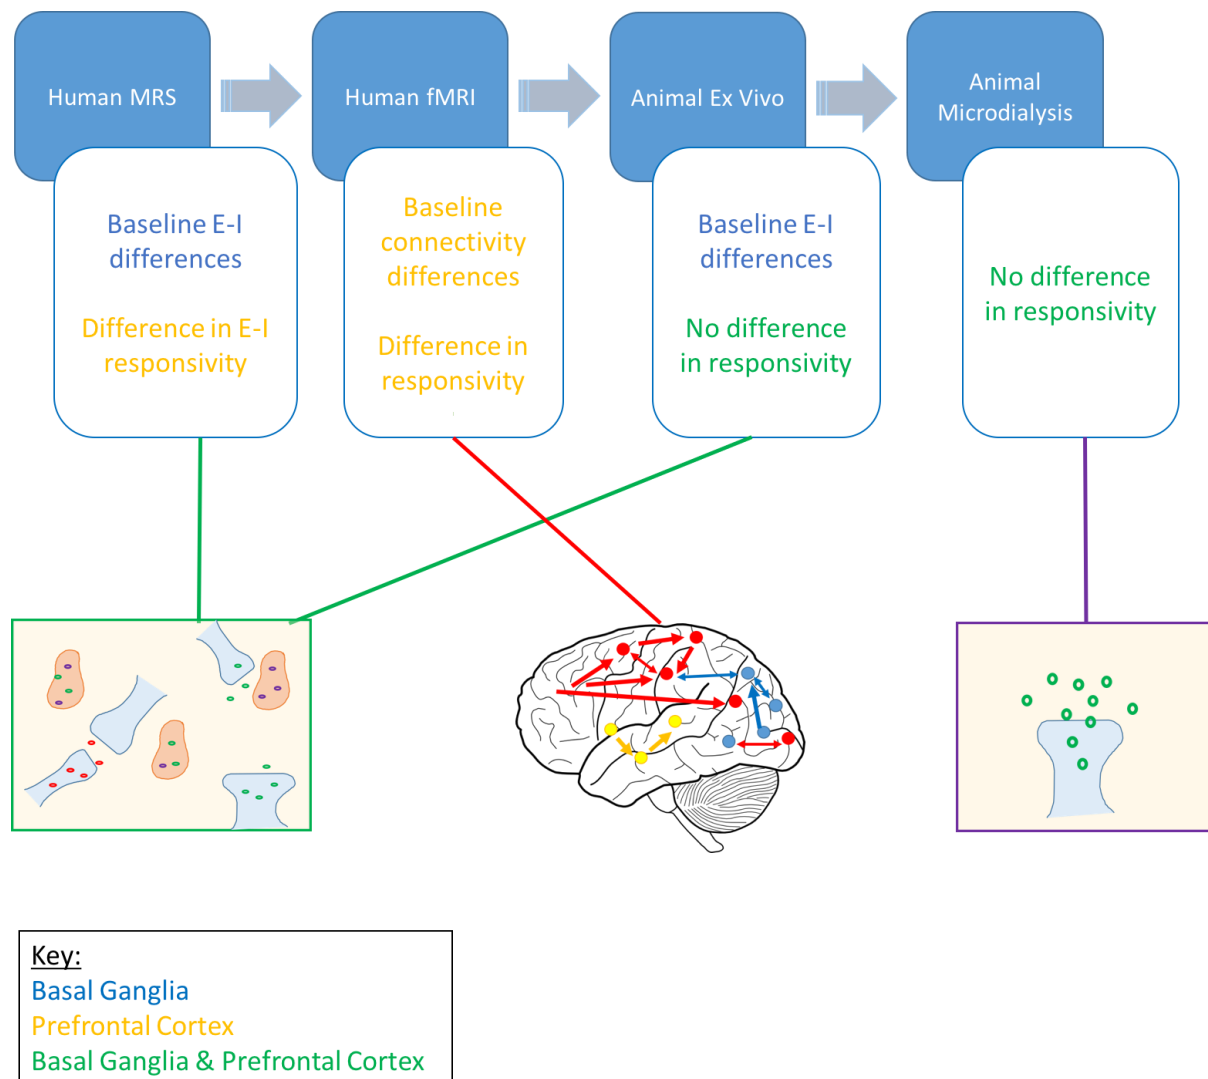 Human MRS
Human fMRI
Animal Ex Vivo
Animal
Microdialysis
Baseline E-I
differences
Difference in E-I
responsivity
Baseline
connectivity
differences
Difference in
responsivity
Baseline E-I
differences
No difference
in responsivity
No difference
in responsivity
Key:
Basal Ganglia
Prefrontal Cortex
Basal Ganglia & Prefrontal Cortex